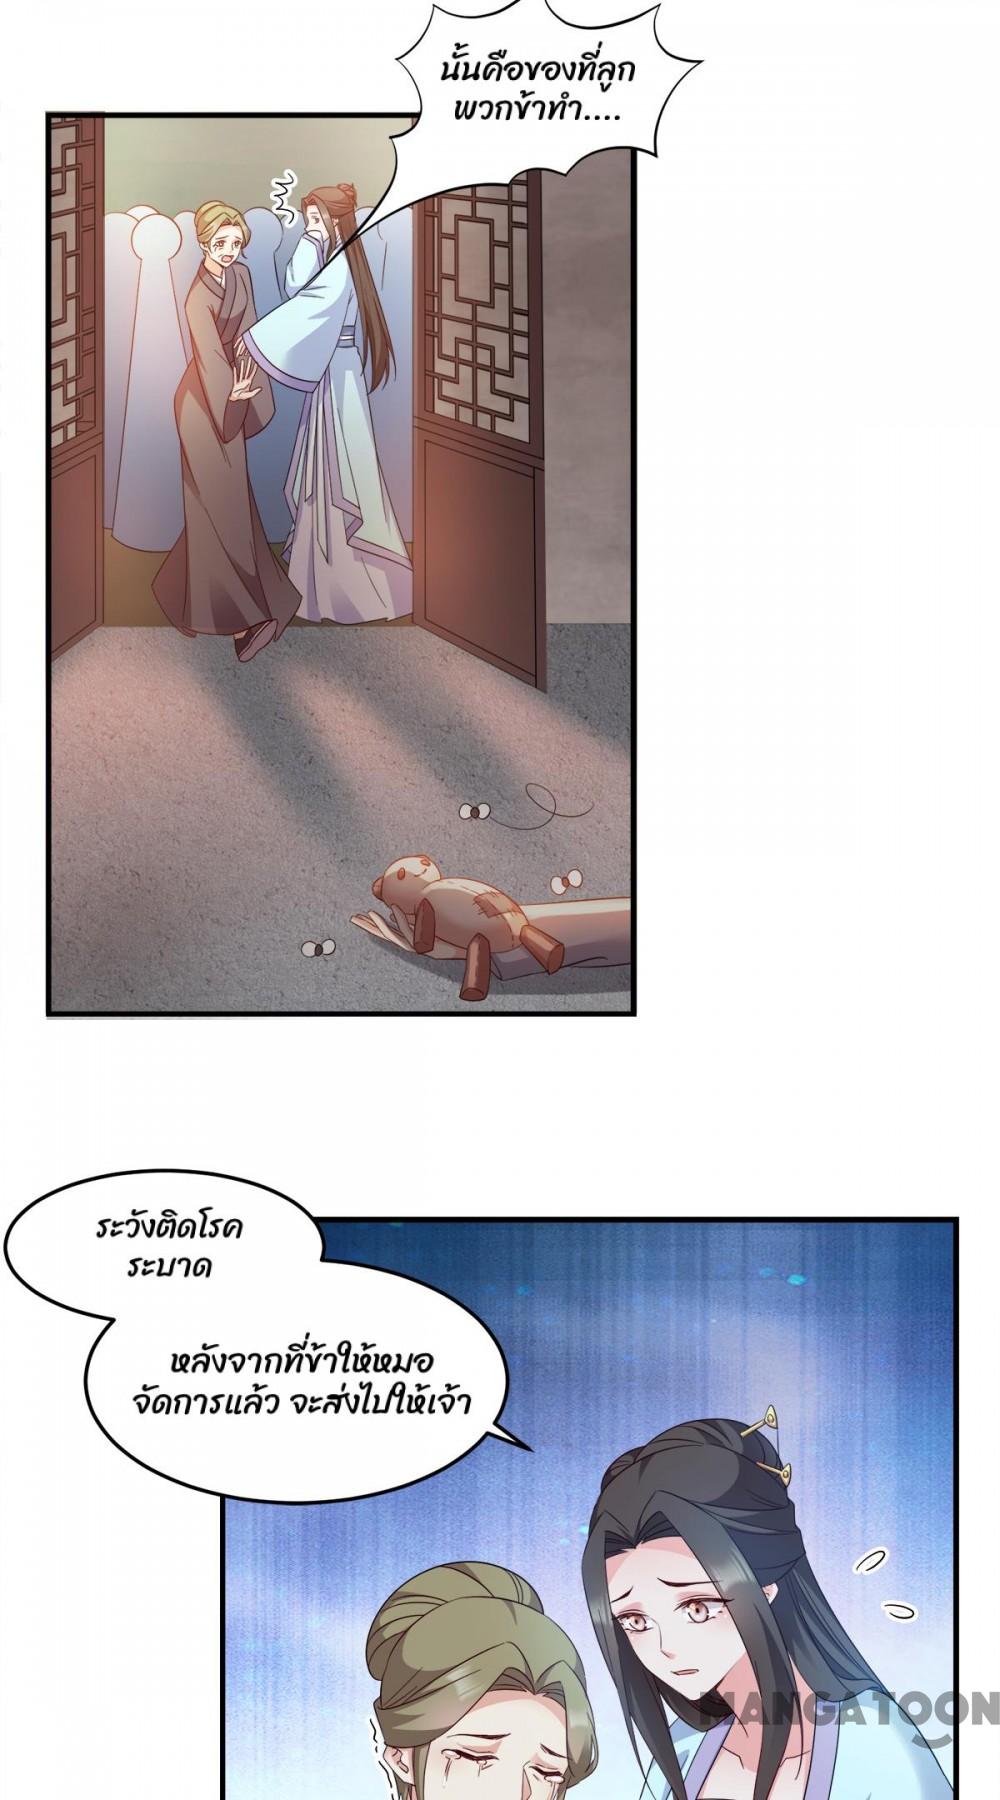 นั้นคือของที่ลูก
พวกข้าทำ....
ระวังติดโรค
ระบาด
หลังจากที่ข้าให้หมอ
จัดการแล้ว จะส่งไปให้เจ้า
MANGATOON